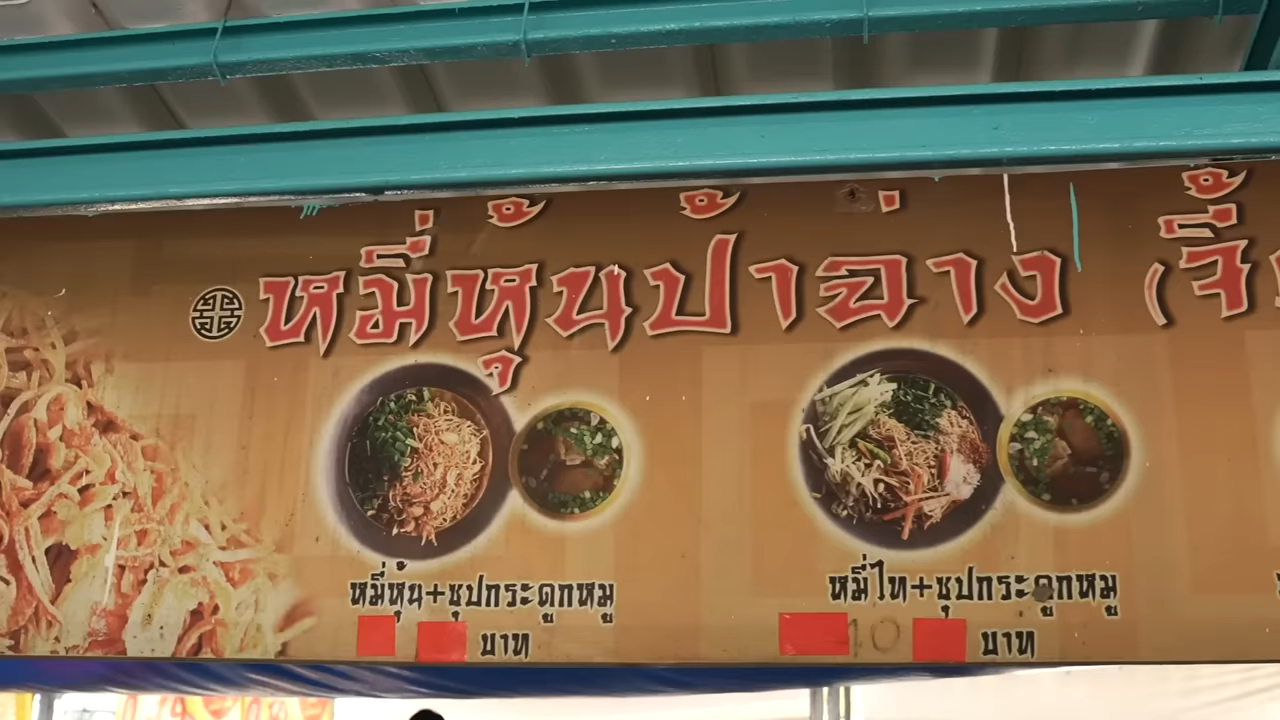 หมี่หุ้นป้าฉ่าง (จี้
หมี่หุ้น+ซุปกระดูกหมู
บาท
หมี่ไท+ซุปกระดูกหมู
10 บาท